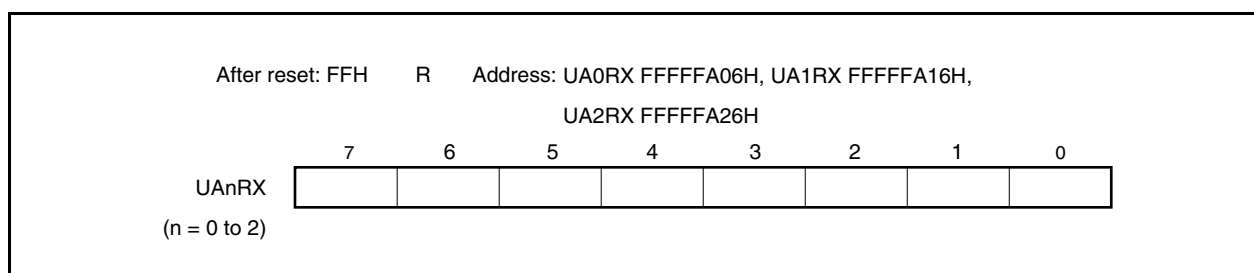 After reset: FFH R Address: UA0RX FFFFFA06H, UA1RX FFFFFA16H,
UA2RX FFFFFA26H
7 6 5 4 3 2 1 0
UAnRX
(n = 0 to 2)